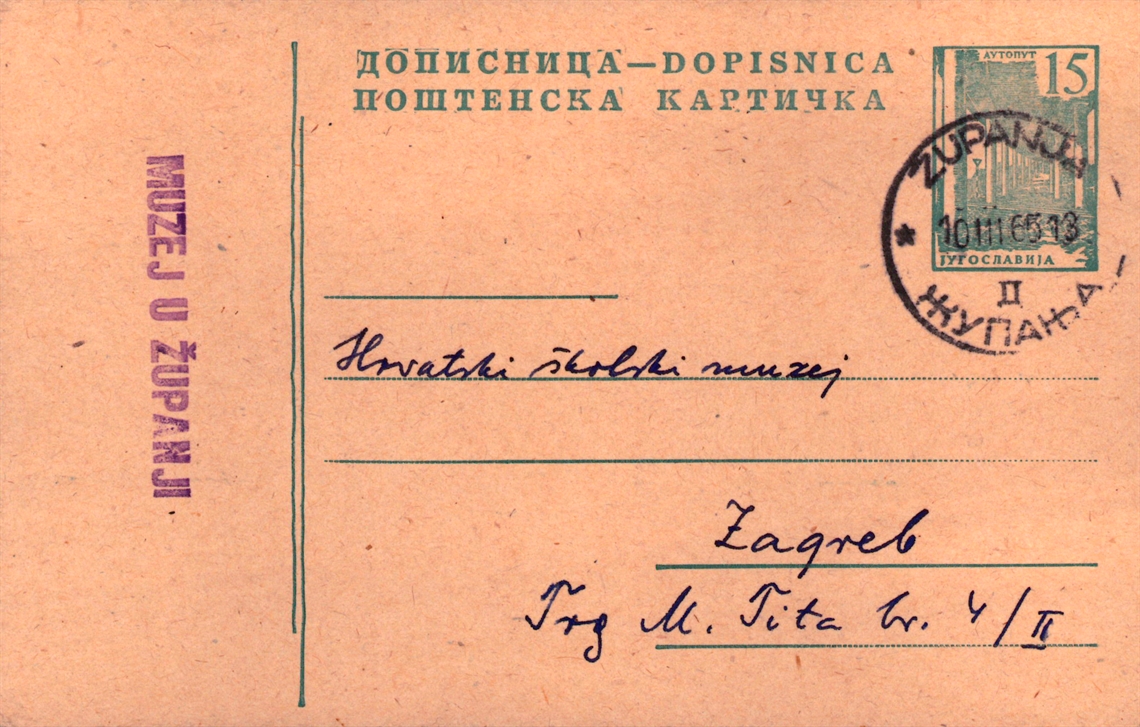 ДОПИСНИЦА—DOPISNICA
ПОШТЕНСКА КАРТИЧКА
АУТОПУТ
15
ŽUPANJA
10 III 65 13
ЈУГОСЛАВИЈА
Д
ЖУПАЊА
MUZEJ U ŽUPANJI
Hrvatski školski muzej
Zagreb
Trg M. Tita br. 4/II